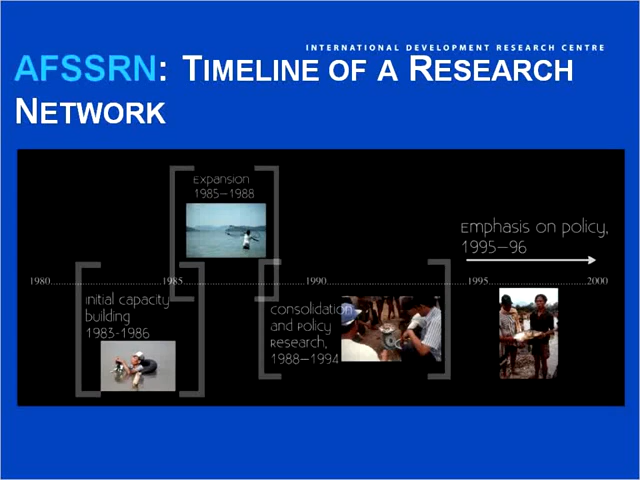 INTERNATIONAL DEVELOPMENT RESEARCH CENTRE
AFSSRN: TIMELINE OF A RESEARCH
NETWORK
Expansion
1985–1988
Emphasis on policy,
1995–96
1980 1985 1990 1995 2000
Initial capacity
building
1983-1986
Consolidation
and Policy
Research,
1988–1994